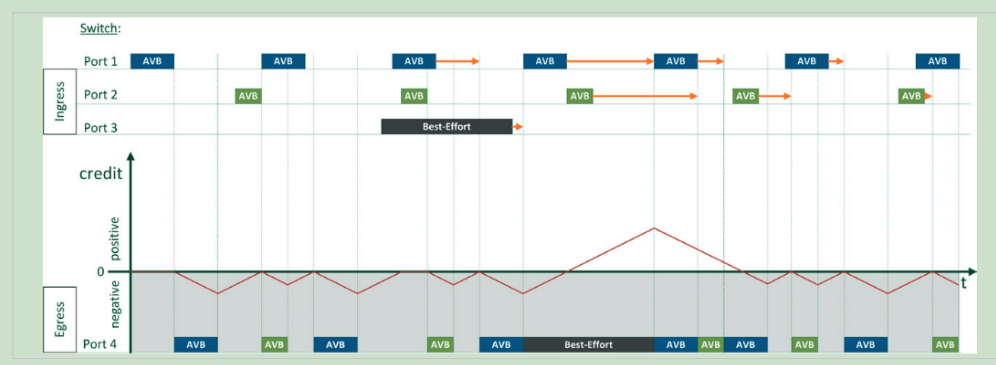 Switch:
Port 1 AVB AVB AVB AVB AVB AVB AVB
Ingress
Port 2 AVB AVB AVB AVB AVB
Port 3 Best-Effort
credit
positive
0
t
negative
Egress
Port 4 AVB AVB AVB AVB AVB Best-Effort AVB AVB AVB AVB AVB AVB